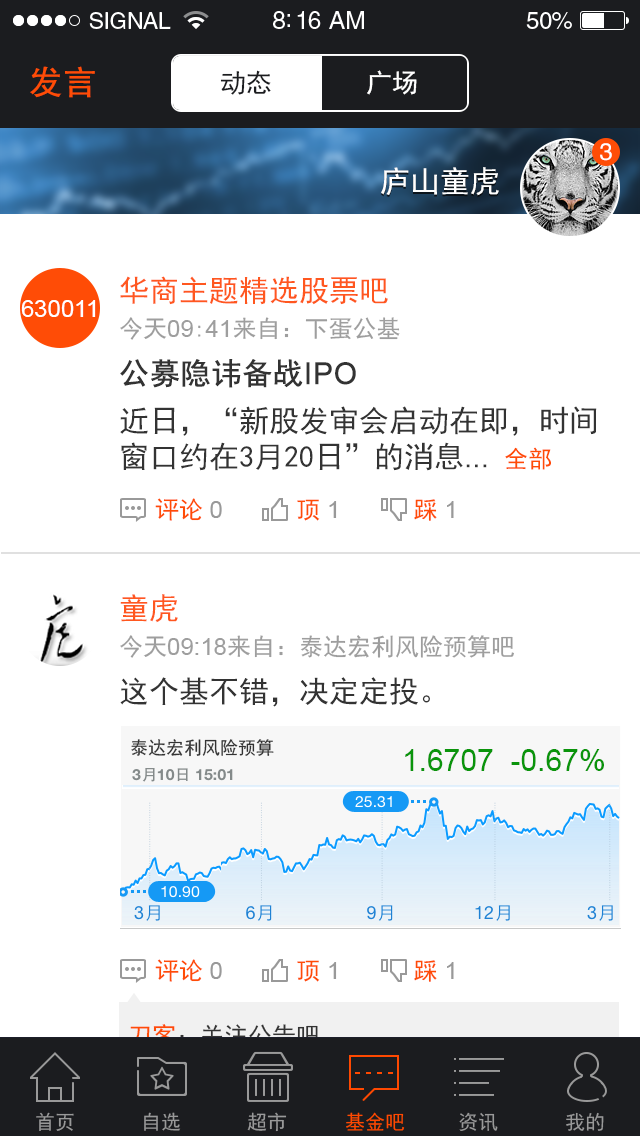 SIGNAL 8:16 AM 50%
发言 动态 广场
庐山童虎 3
630011
华商主题精选股票吧
今天09:41来自：下蛋公基
公募隐讳备战IPO
近日，“新股发审会启动在即，时间
窗口约在3月20日”的消息... 全部
评论 0 顶 1 踩 1
童虎
今天09:18来自：泰达宏利风险预算吧
这个基不错，决定定投。
泰达宏利风险预算
3月10日 15:01
1.6707 -0.67%
25.31
10.90
3月 6月 9月 12月 3月
评论 0 顶 1 踩 1
刀客：关注公告吧
首页 自选 超市 基金吧 资讯 我的